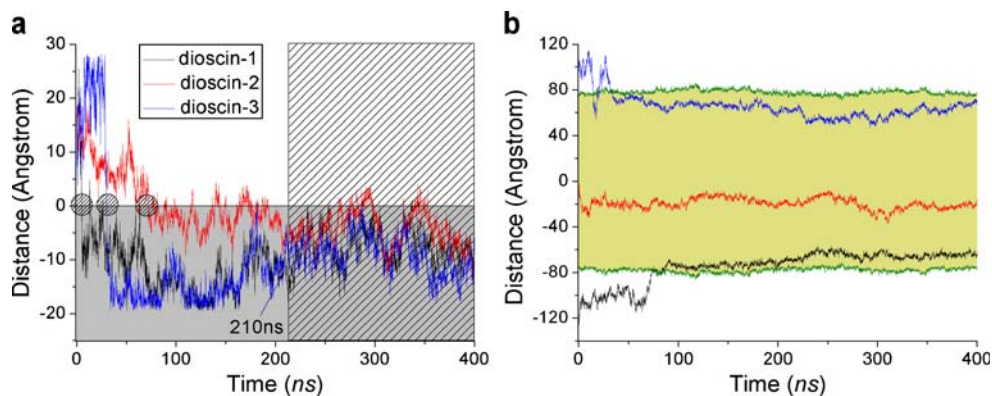 a
dioscin-1
dioscin-2
dioscin-3
Distance (Angstrom)
30
20
10
0
-10
-20
210ns
0
100
200
300
400
Time (ns)
b
Distance (Angstrom)
120
80
40
0
-40
-80
-120
0
100
200
300
400
Time (ns)